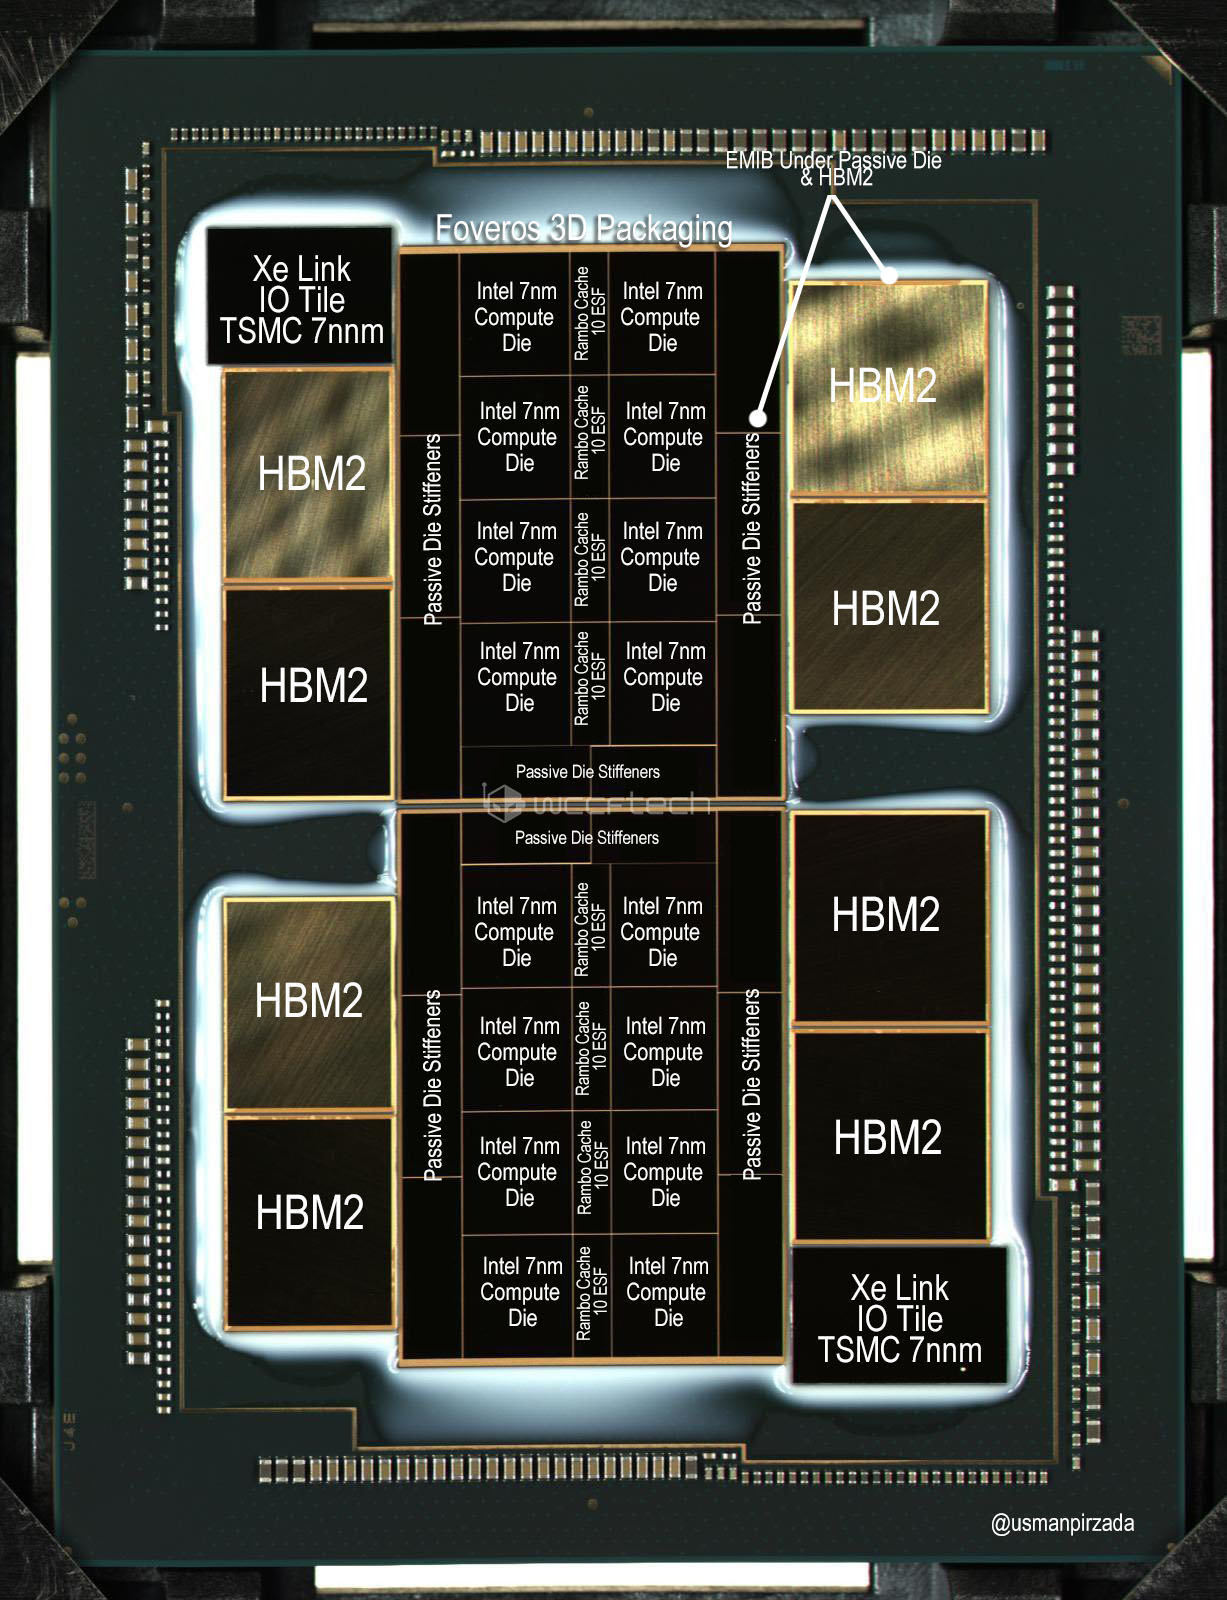 EMIB Under Passive Die
& HBM2
Foveros 3D Packaging
Xe Link
IO Tile
TSMC 7nnm
HBM2
HBM2
Passive Die Stiffeners
Intel 7nm
Compute
Die
Rambo Cache
10 ESF
Intel 7nm
Compute
Die
Intel 7nm
Compute
Die
Rambo Cache
10 ESF
Intel 7nm
Compute
Die
Intel 7nm
Compute
Die
Rambo Cache
10 ESF
Intel 7nm
Compute
Die
Intel 7nm
Compute
Die
Rambo Cache
10 ESF
Intel 7nm
Compute
Die
Passive Die Stiffeners
HBM2
HBM2
Passive Die Stiffeners
wccftech
Passive Die Stiffeners
HBM2
HBM2
Passive Die Stiffeners
Intel 7nm
Compute
Die
Rambo Cache
10 ESF
Intel 7nm
Compute
Die
Intel 7nm
Compute
Die
Rambo Cache
10 ESF
Intel 7nm
Compute
Die
Intel 7nm
Compute
Die
Rambo Cache
10 ESF
Intel 7nm
Compute
Die
Intel 7nm
Compute
Die
Rambo Cache
10 ESF
Intel 7nm
Compute
Die
Passive Die Stiffeners
HBM2
HBM2
Xe Link
IO Tile
TSMC 7nnm
@usmanpirzada